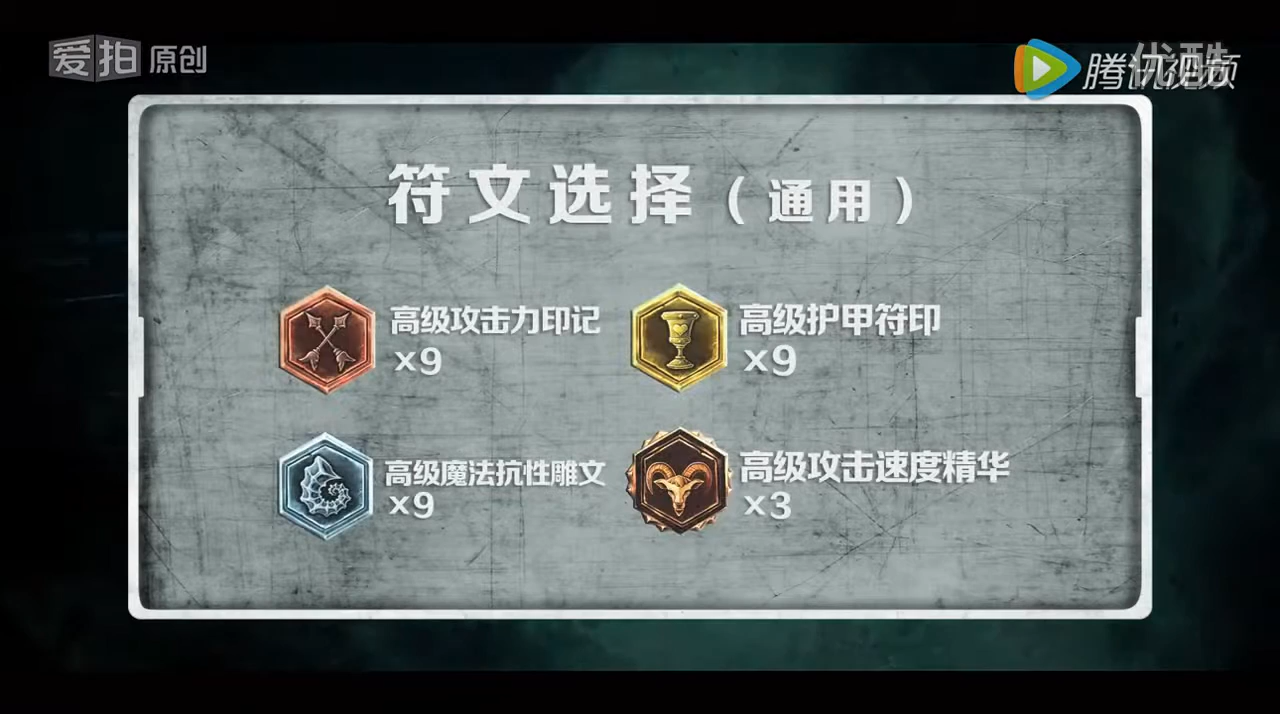 爱拍 原创
腾讯视频
优酷
符文选择（通用）
高级攻击力印记
x9
高级护甲符印
x9
高级魔法抗性雕文
x9
高级攻击速度精华
x3